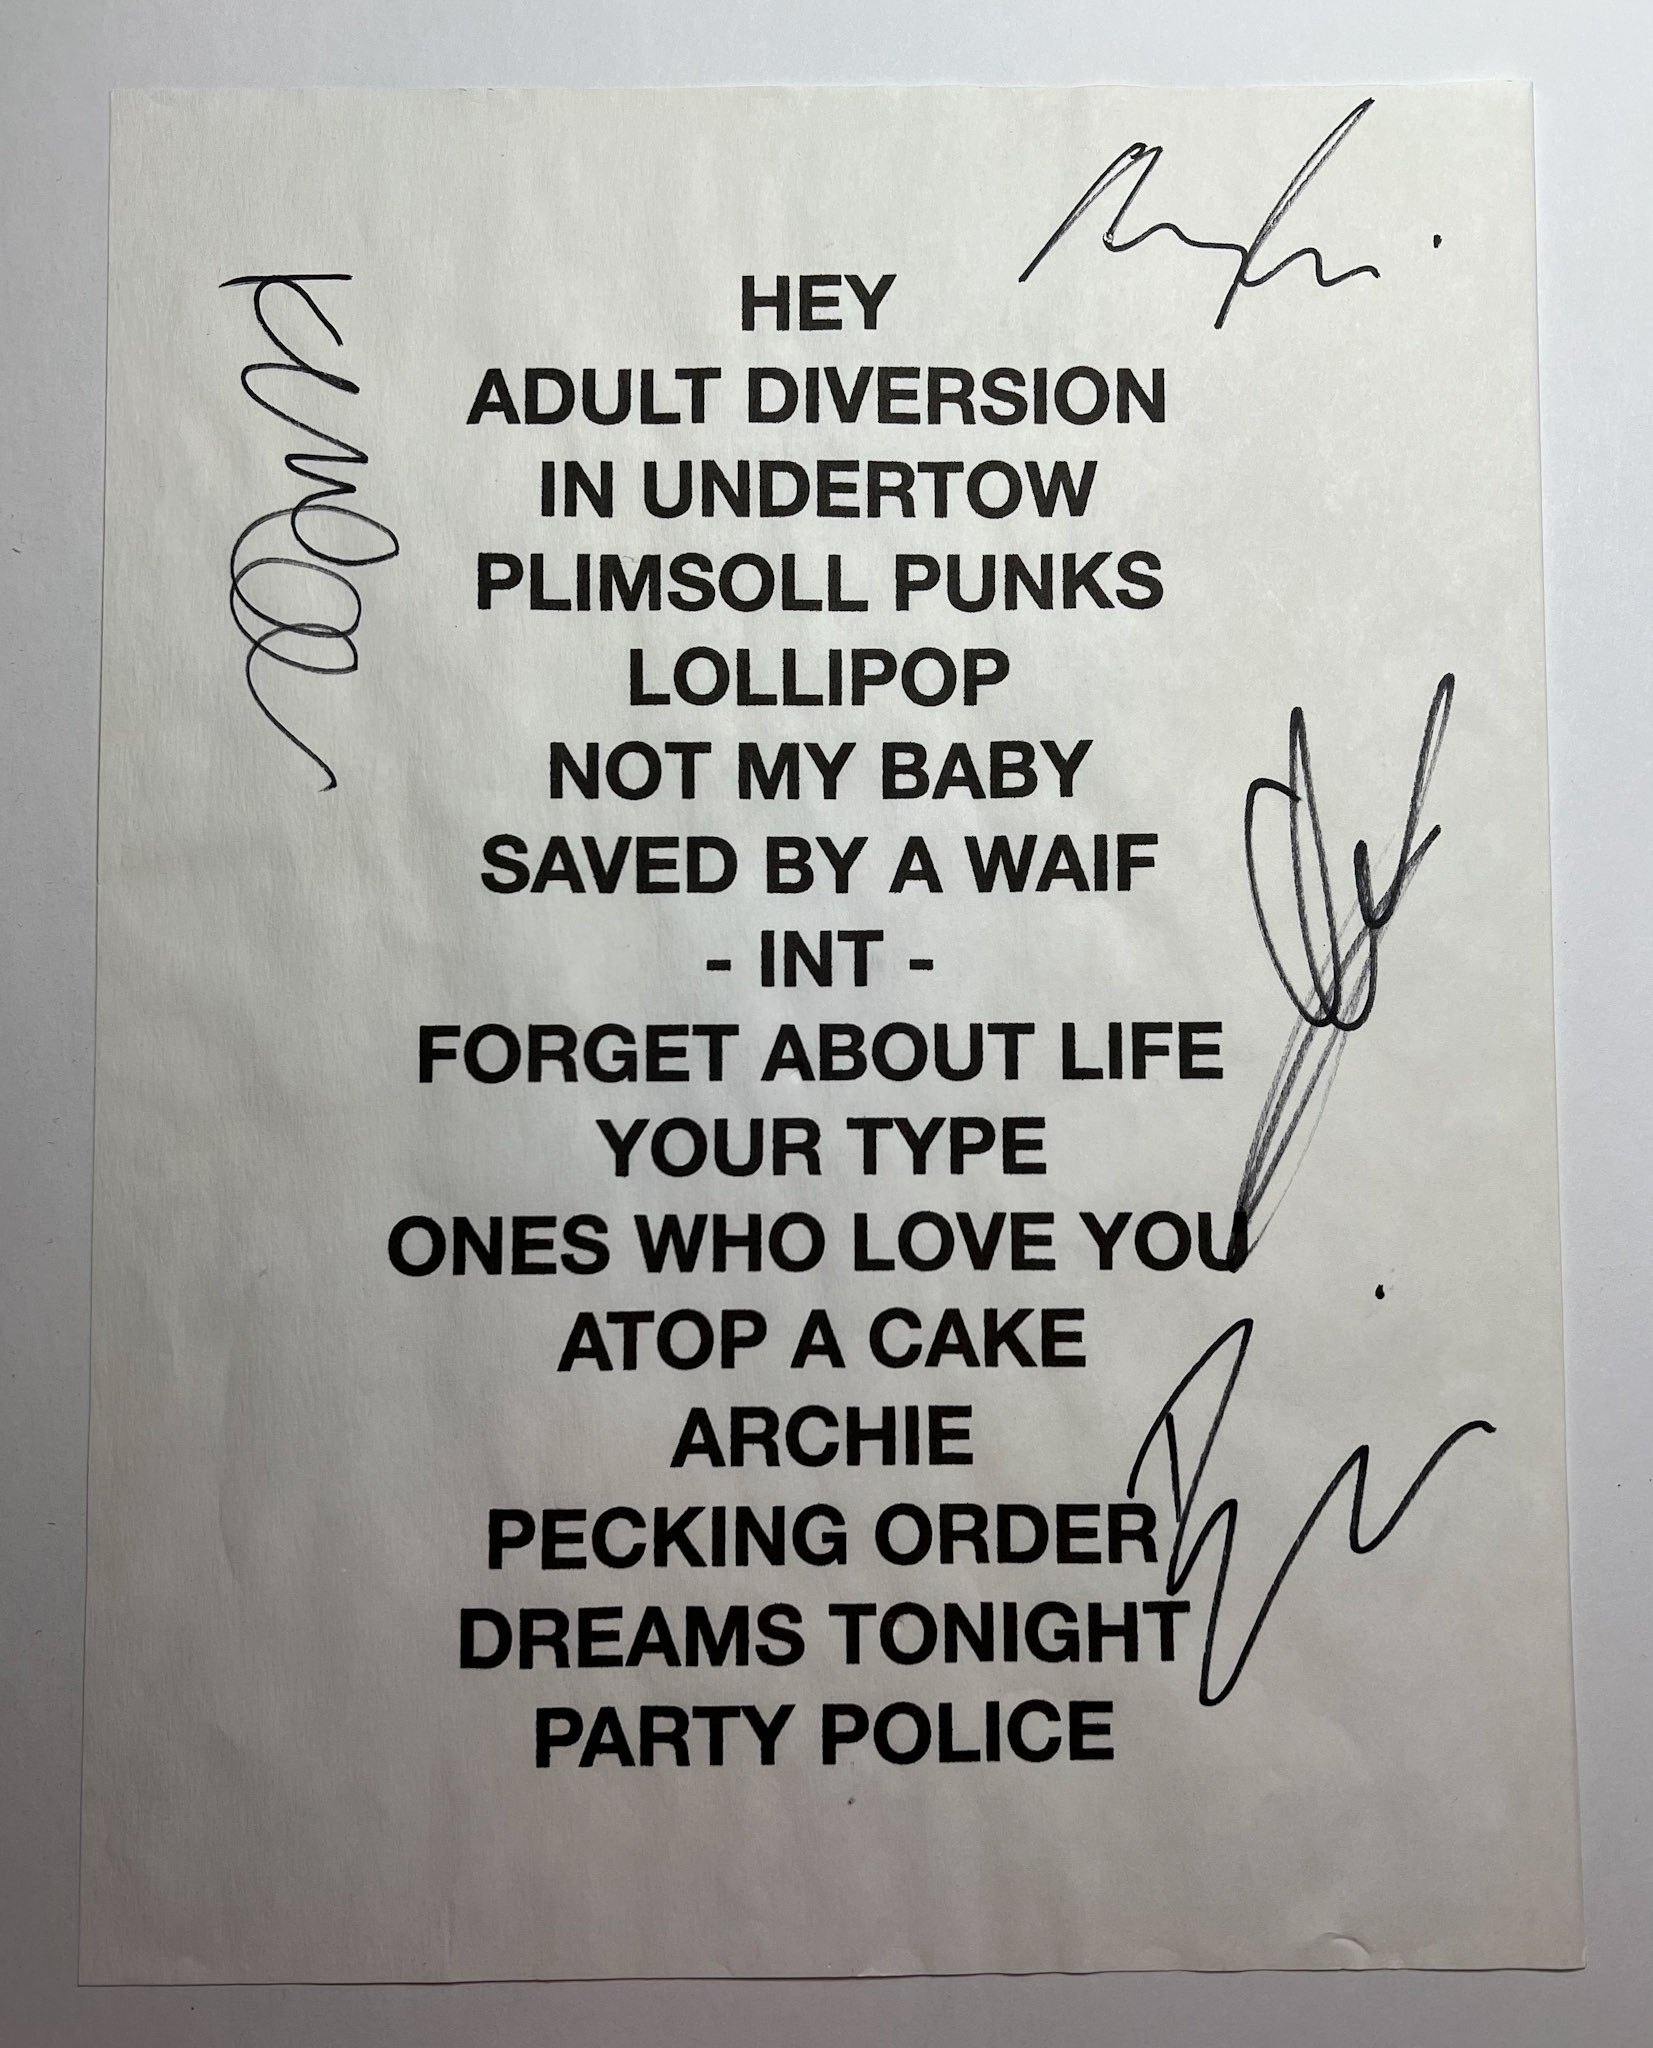 HEY
ADULT DIVERSION
IN UNDERTOW
PLIMSOLL PUNKS
LOLLIPOP
NOT MY BABY
SAVED BY A WAIF
- INT -
FORGET ABOUT LIFE
YOUR TYPE
ONES WHO LOVE YOU
ATOP A CAKE
ARCHIE
PECKING ORDER
DREAMS TONIGHT
PARTY POLICE